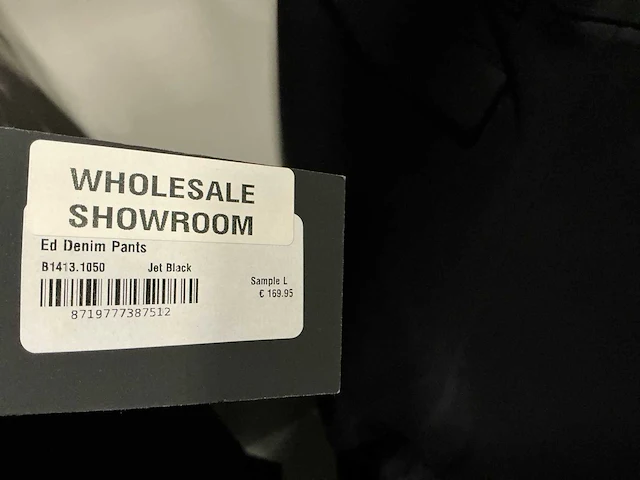 WHOLESALE
SHOWROOM
Ed Denim Pants
B1413.1050 Jet Black
Sample L
€ 169.95
8719777387512